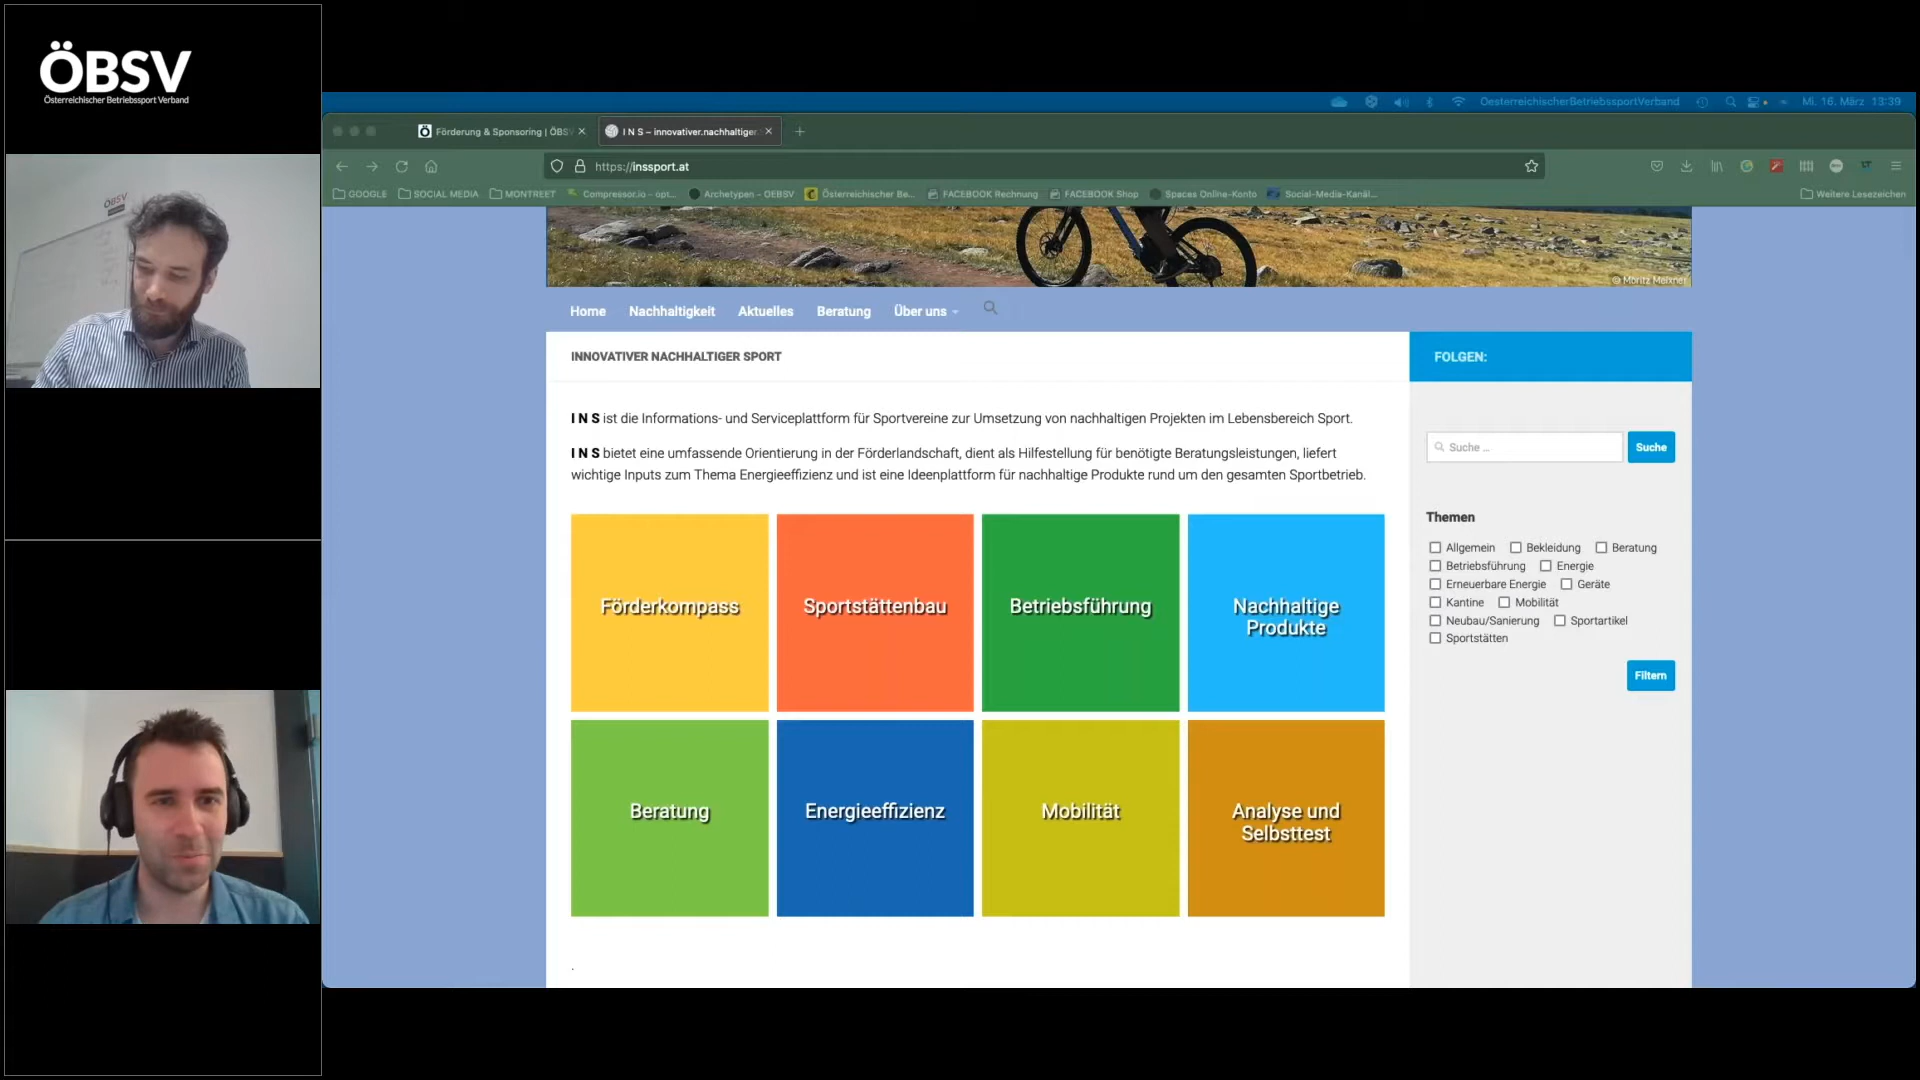 ÖBSV
Österreichischer Betriebssport Verband
ÖBSV
OesterreichischerBetriebssportVerband
Mi. 16. März 13:39
Förderung & Sponsoring | ÖBSV
I N S – innovativer.nachhaltiger.
https://inssport.at
GOOGLE
SOCIAL MEDIA
MONTREET
Compressor.io - opt...
Archetypen - OEBSV
Österreichischer Be...
FACEBOOK Rechnung
FACEBOOK Shop
Spaces Online-Konto
Social-Media-Kanäl...
Weitere Lesezeichen
© Moritz Meixner
Home
Nachhaltigkeit
Aktuelles
Beratung
Über uns
INNOVATIVER NACHHALTIGER SPORT
I N S ist die Informations- und Serviceplattform für Sportvereine zur Umsetzung von nachhaltigen Projekten im Lebensbereich Sport.
I N S bietet eine umfassende Orientierung in der Förderlandschaft, dient als Hilfestellung für benötigte Beratungsleistungen, liefert
wichtige Inputs zum Thema Energieeffizienz und ist eine Ideenplattform für nachhaltige Produkte rund um den gesamten Sportbetrieb.
Förderkompass
Sportstättenbau
Betriebsführung
Nachhaltige
Produkte
Beratung
Energieeffizienz
Mobilität
Analyse und
Selbsttest
.
FOLGEN:
Suche ...
Suche
Themen
Allgemein Bekleidung Beratung
Betriebsführung Energie
Erneuerbare Energie Geräte
Kantine Mobilität
Neubau/Sanierung Sportartikel
Sportstätten
Filtern